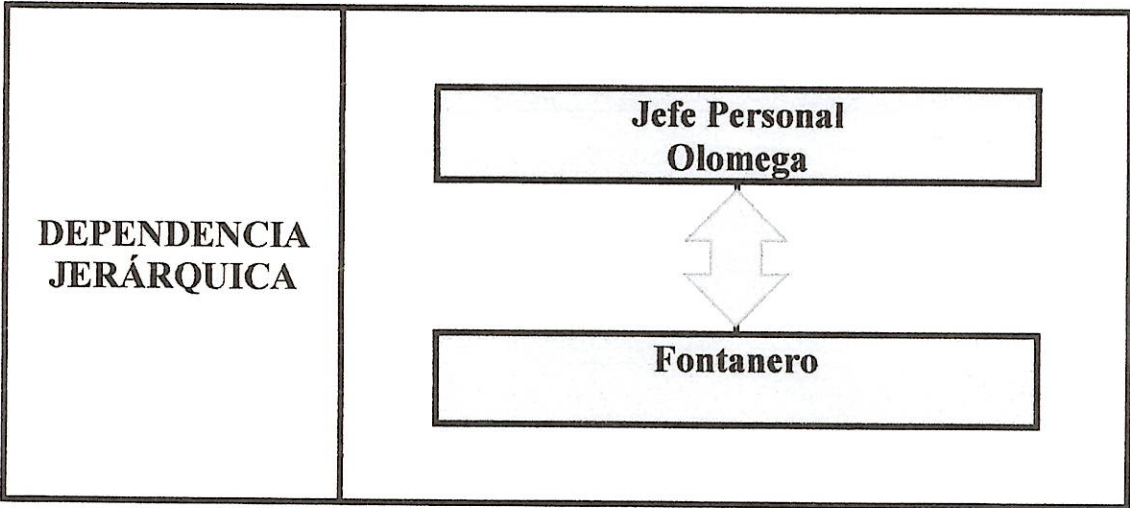 DEPENDENCIA
JERÁRQUICA
Jefe Personal
Olomega
Fontanero